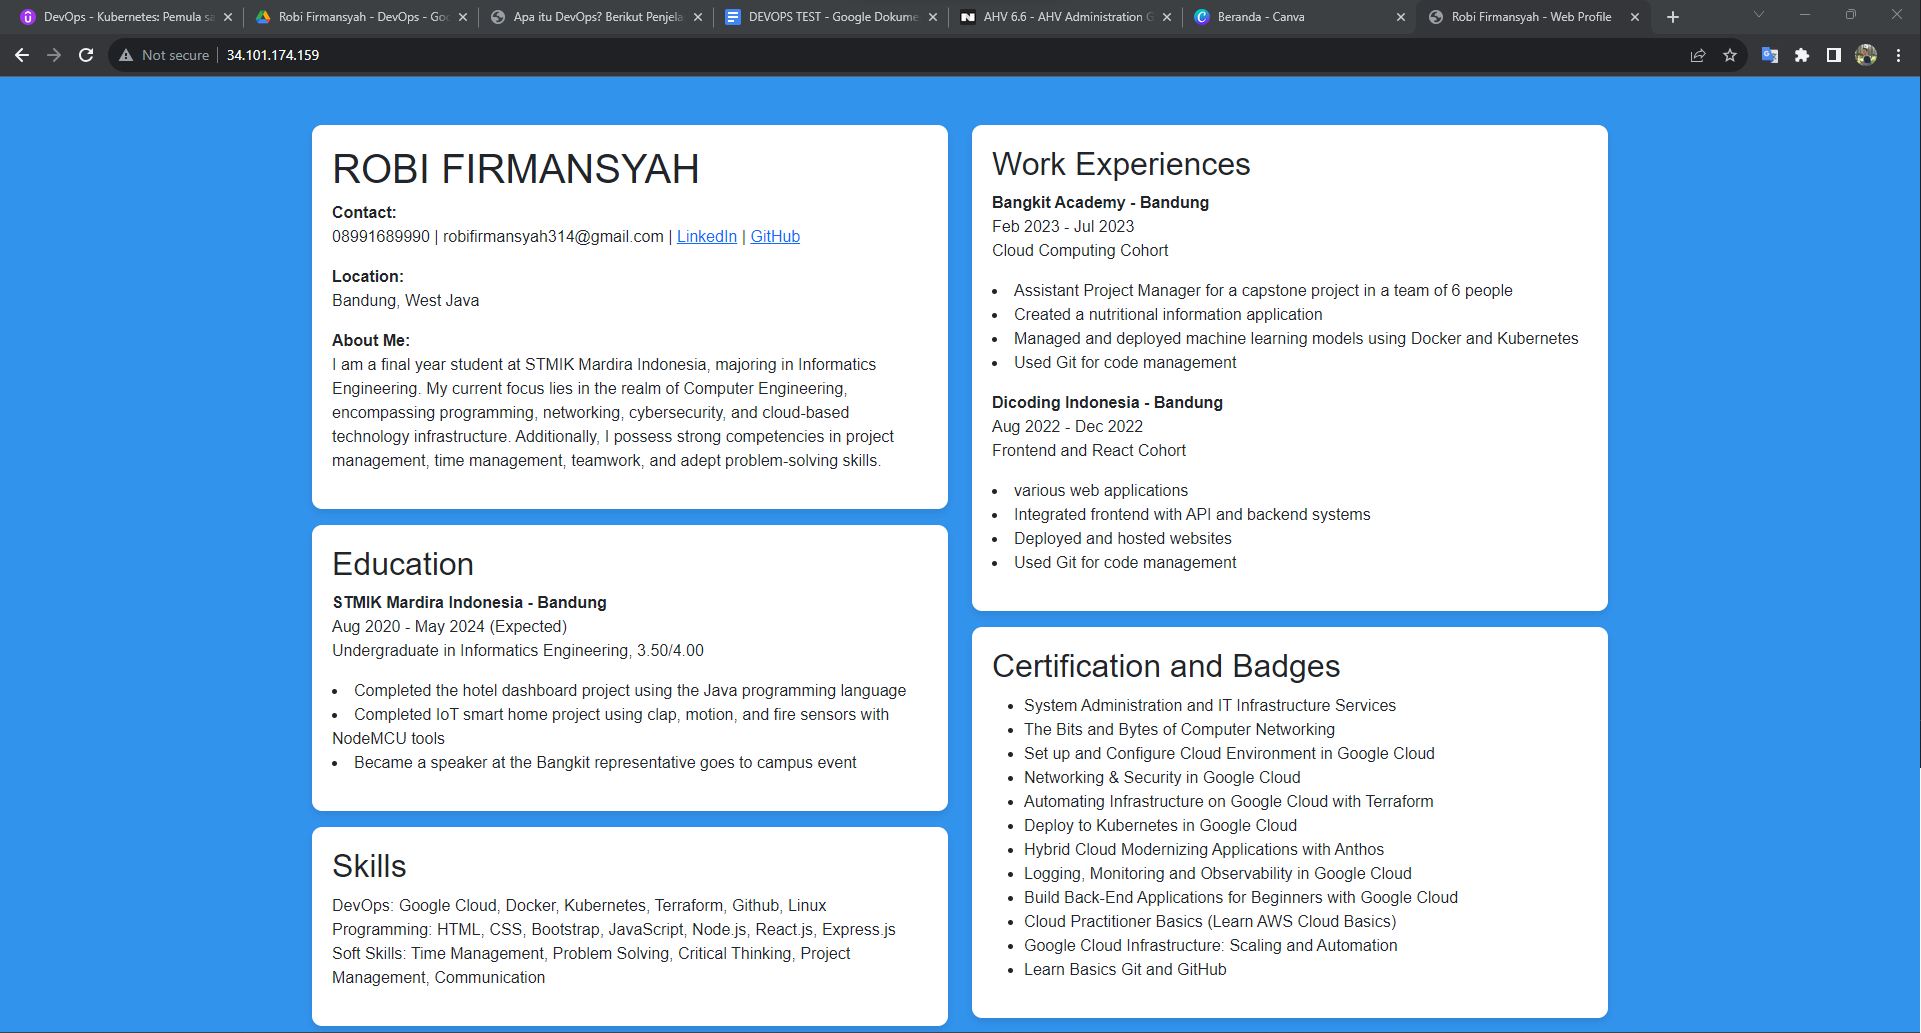 DevOps - Kubernetes: Pemula sa
Robi Firmansyah - DevOps - Goo
Apa itu DevOps? Berikut Penjela
DEVOPS TEST - Google Dokume
AHV 6.6 - AHV Administration G
Beranda - Canva
Robi Firmansyah - Web Profile
Not secure
34.101.174.159
ROBI FIRMANSYAH
Contact:
08991689990 | robifirmansyah314@gmail.com | LinkedIn | GitHub
Location:
Bandung, West Java
About Me:
I am a final year student at STMIK Mardira Indonesia, majoring in Informatics
Engineering. My current focus lies in the realm of Computer Engineering,
encompassing programming, networking, cybersecurity, and cloud-based
technology infrastructure. Additionally, I possess strong competencies in project
management, time management, teamwork, and adept problem-solving skills.
Education
STMIK Mardira Indonesia - Bandung
Aug 2020 - May 2024 (Expected)
Undergraduate in Informatics Engineering, 3.50/4.00
• Completed the hotel dashboard project using the Java programming language
• Completed IoT smart home project using clap, motion, and fire sensors with
NodeMCU tools
• Became a speaker at the Bangkit representative goes to campus event
Skills
DevOps: Google Cloud, Docker, Kubernetes, Terraform, Github, Linux
Programming: HTML, CSS, Bootstrap, JavaScript, Node.js, React.js, Express.js
Soft Skills: Time Management, Problem Solving, Critical Thinking, Project
Management, Communication
Work Experiences
Bangkit Academy - Bandung
Feb 2023 - Jul 2023
Cloud Computing Cohort
• Assistant Project Manager for a capstone project in a team of 6 people
• Created a nutritional information application
• Managed and deployed machine learning models using Docker and Kubernetes
• Used Git for code management
Dicoding Indonesia - Bandung
Aug 2022 - Dec 2022
Frontend and React Cohort
• various web applications
• Integrated frontend with API and backend systems
• Deployed and hosted websites
• Used Git for code management
Certification and Badges
• System Administration and IT Infrastructure Services
• The Bits and Bytes of Computer Networking
• Set up and Configure Cloud Environment in Google Cloud
• Networking & Security in Google Cloud
• Automating Infrastructure on Google Cloud with Terraform
• Deploy to Kubernetes in Google Cloud
• Hybrid Cloud Modernizing Applications with Anthos
• Logging, Monitoring and Observability in Google Cloud
• Build Back-End Applications for Beginners with Google Cloud
• Cloud Practitioner Basics (Learn AWS Cloud Basics)
• Google Cloud Infrastructure: Scaling and Automation
• Learn Basics Git and GitHub